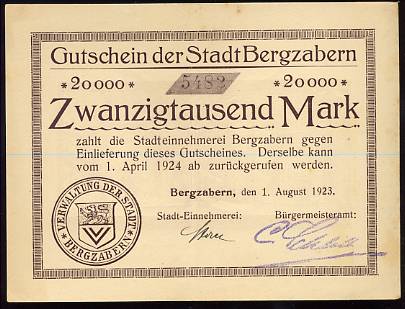 Gutschein der Stadt Bergzabern
*20000* 5489 *20000*
Zwanzigtausend Mark
zahlt die Stadteinnehmerei Bergzabern gegen
Einlieferung dieses Gutscheines. Derselbe kann
vom 1. April 1924 ab zurückgerufen werden.
Bergzabern, den 1. August 1923.
Stadt-Einnehmerei: Bürgermeisteramt:
* VERWALTUNG DER STADT * BERGZABERN